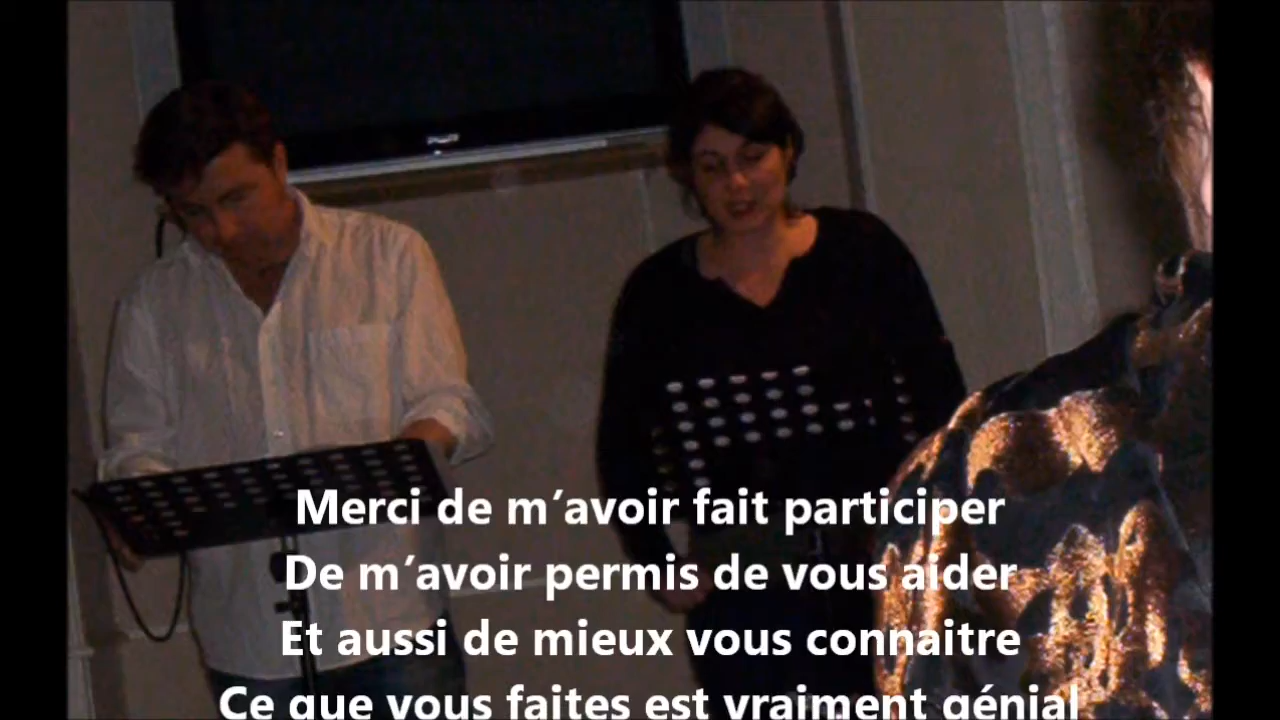 Merci de m’avoir fait participer
De m’avoir permis de vous aider
Et aussi de mieux vous connaitre
Ce que vous faites est vraiment génial